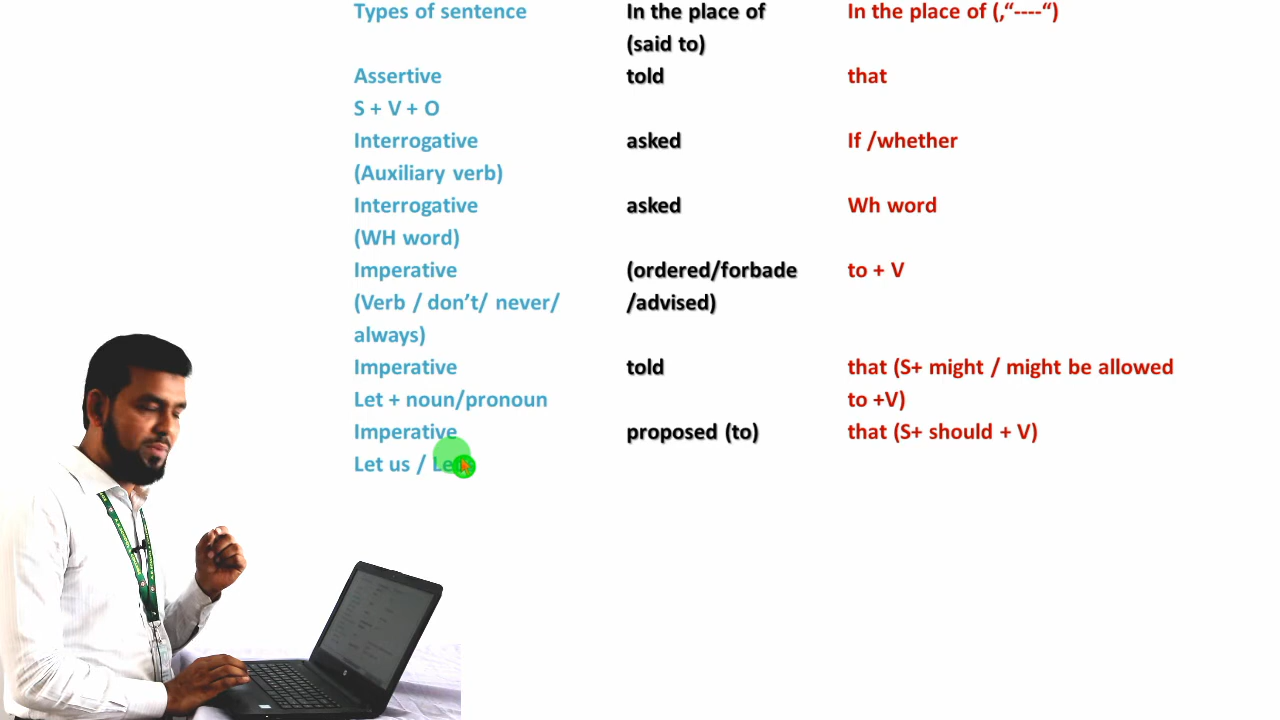 Types of sentence In the place of In the place of (,“----“)
(said to)
Assertive told that
S + V + O
Interrogative asked If /whether
(Auxiliary verb)
Interrogative asked Wh word
(WH word)
Imperative (ordered/forbade to + V
(Verb / don’t/ never/ /advised)
always)
Imperative told that (S+ might / might be allowed
Let + noun/pronoun to +V)
Imperative proposed (to) that (S+ should + V)
Let us /